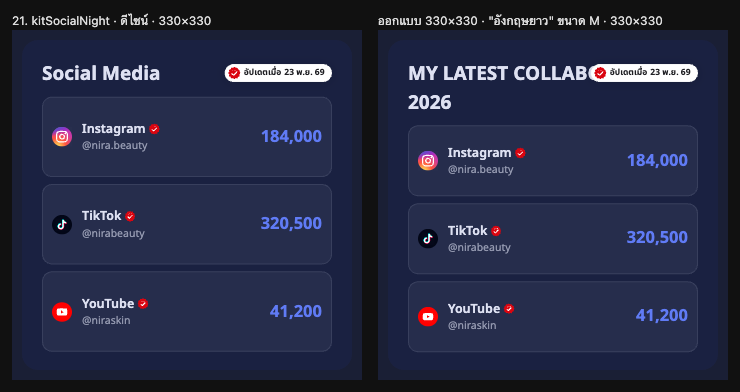 21. kitSocialNight · ดีไซน์ · 330×330
Social Media
อัปเดตเมื่อ 23 พ.ย. 69
Instagram
@nira.beauty
184,000
TikTok
@nirabeauty
320,500
YouTube
@niraskin
41,200
ออกแบบ 330×330 · "อังกฤษยาว" ขนาด M · 330×330
MY LATEST COLLAB
อัปเดตเมื่อ 23 พ.ย. 69
2026
Instagram
@nira.beauty
184,000
TikTok
@nirabeauty
320,500
YouTube
@niraskin
41,200